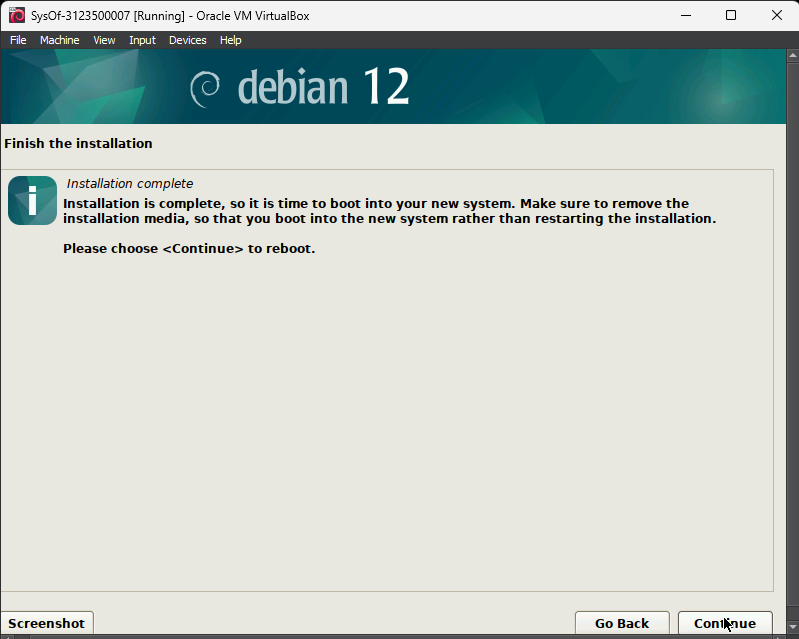 SysOf-3123500007 [Running] - Oracle VM VirtualBox
File Machine View Input Devices Help
debian 12
Finish the installation
Installation complete
Installation is complete, so it is time to boot into your new system. Make sure to remove the
installation media, so that you boot into the new system rather than restarting the installation.
Please choose <Continue> to reboot.
Screenshot Go Back Continue